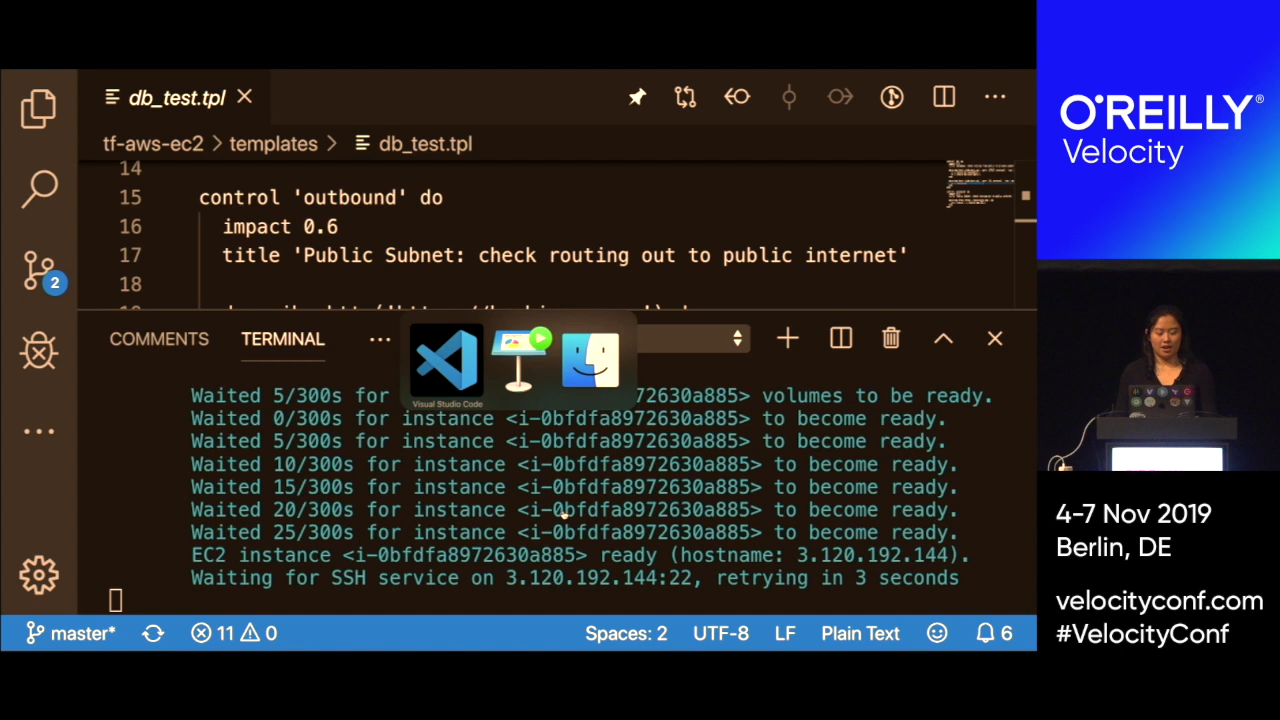 db_test.tpl
tf-aws-ec2 > templates > db_test.tpl
14
15 control 'outbound' do
16 impact 0.6
17 title 'Public Subnet: check routing out to public internet'
18
COMMENTS TERMINAL
Visual Studio Code
Waited 5/300s for 72630a885> volumes to be ready.
Waited 0/300s for instance <i-0bfdfa8972630a885> to become ready.
Waited 5/300s for instance <i-0bfdfa8972630a885> to become ready.
Waited 10/300s for instance <i-0bfdfa8972630a885> to become ready.
Waited 15/300s for instance <i-0bfdfa8972630a885> to become ready.
Waited 20/300s for instance <i-0bfdfa8972630a885> to become ready.
Waited 25/300s for instance <i-0bfdfa8972630a885> to become ready.
EC2 instance <i-0bfdfa8972630a885> ready (hostname: 3.120.192.144).
Waiting for SSH service on 3.120.192.144:22, retrying in 3 seconds
2
master* 11 0 Spaces: 2 UTF-8 LF Plain Text 6
O'REILLY®
Velocity
4-7 Nov 2019
Berlin, DE
velocityconf.com
#VelocityConf